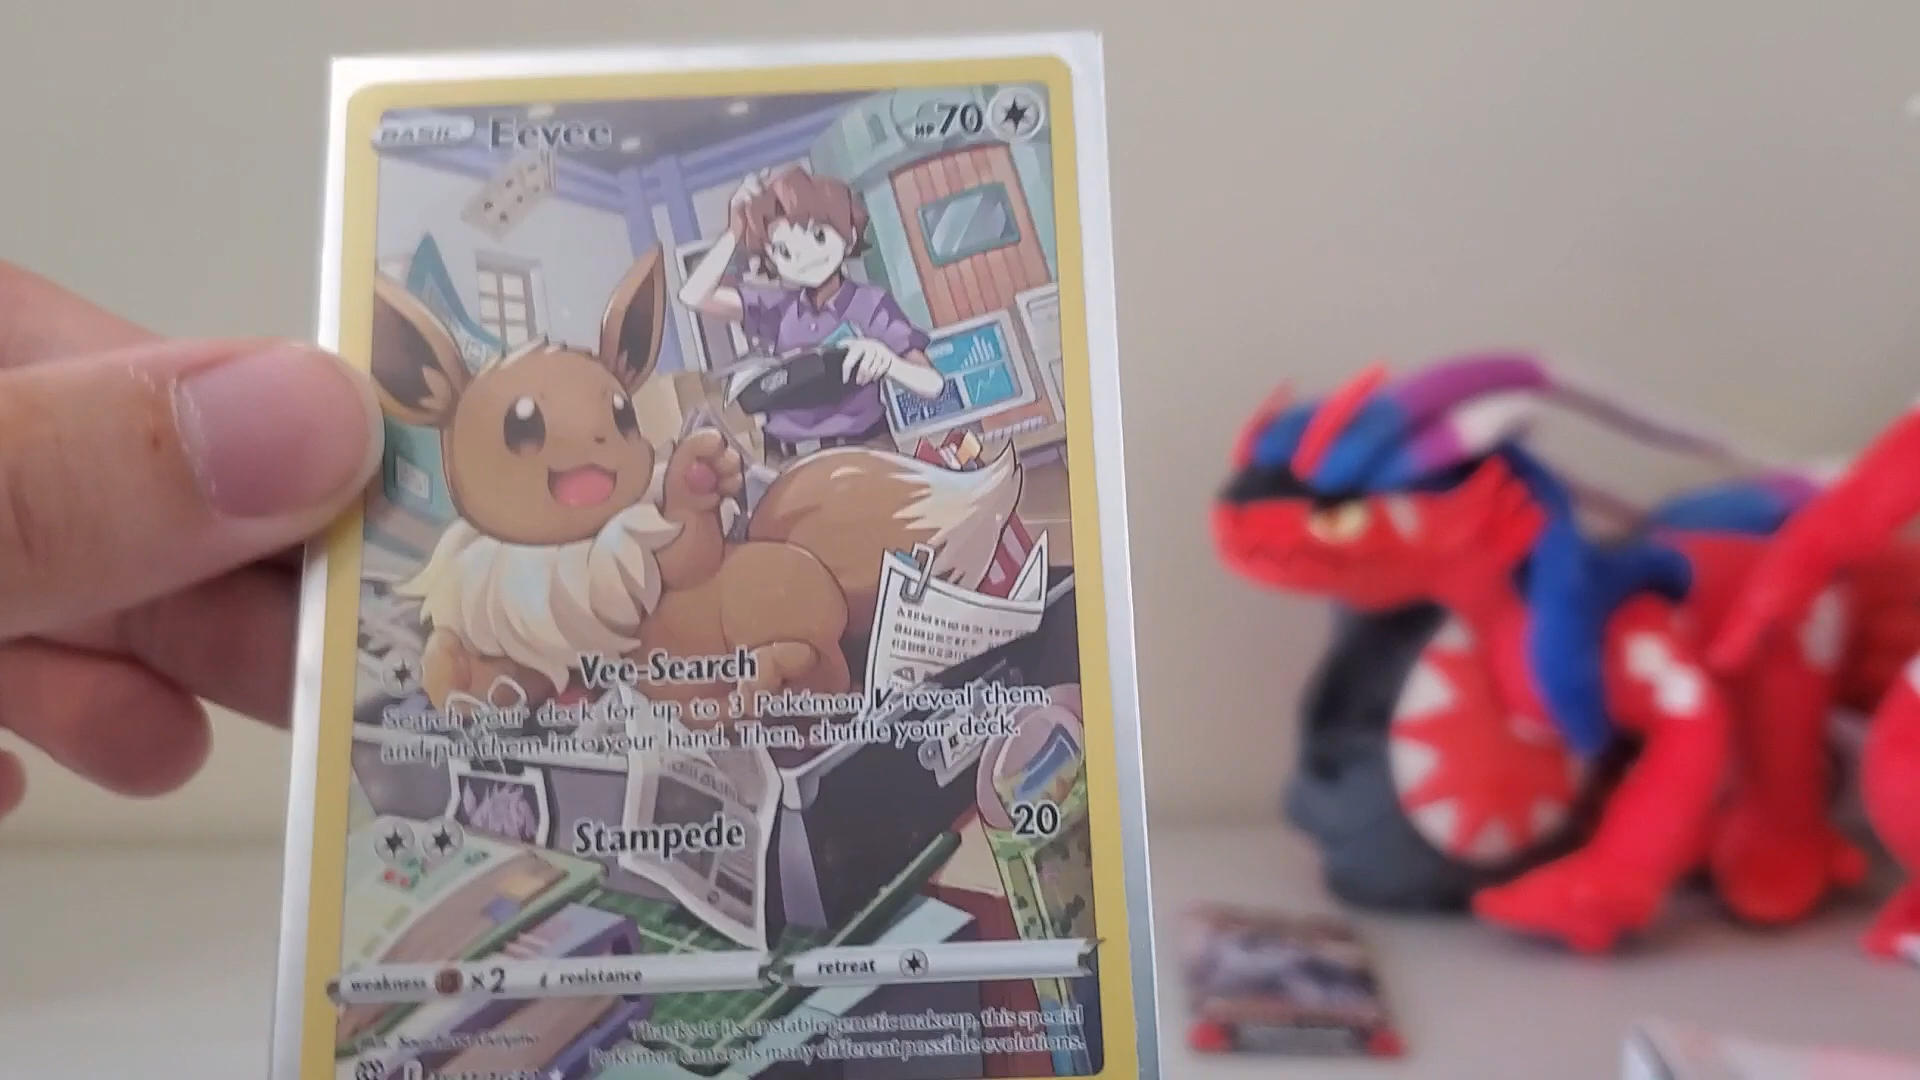 BASIC Eevee HP 70
Vee-Search
Search your deck for up to 3 Pokémon V, reveal them,
and put them into your hand. Then, shuffle your deck.
Stampede 20
weakness ×2 resistance retreat
Thanks to its unstable genetic makeup, this special
Pokémon conceals many different possible evolutions.